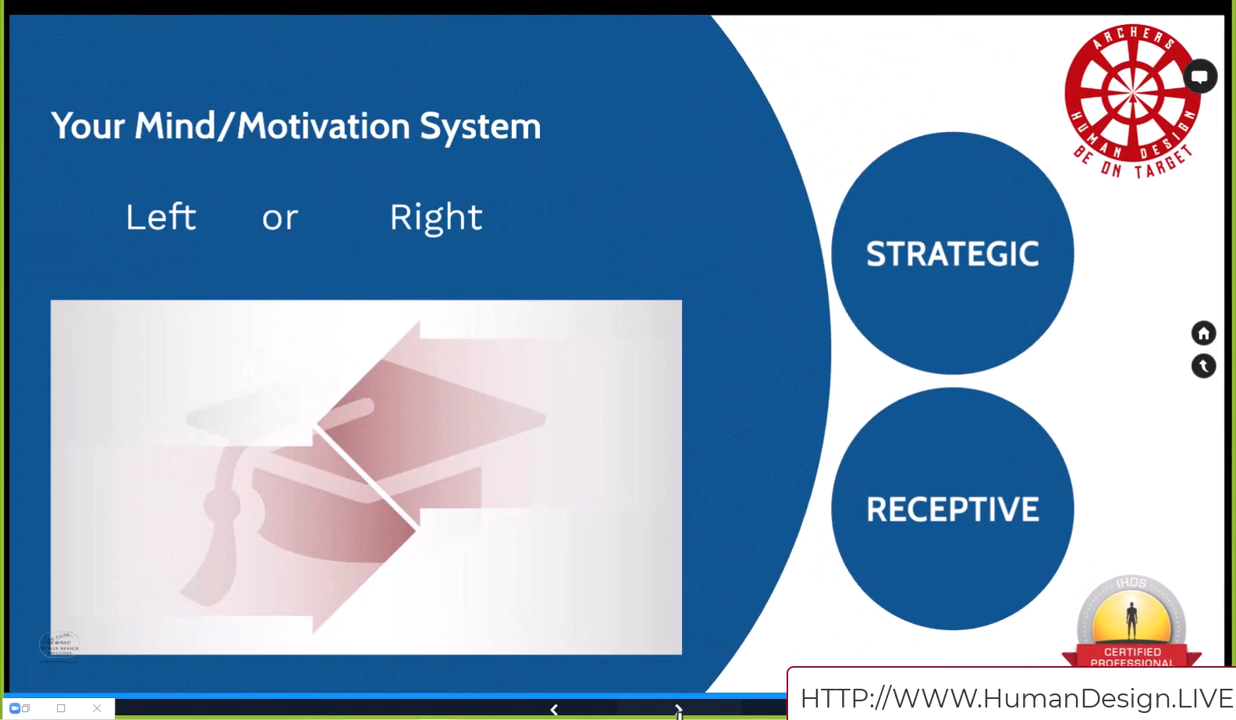 Your Mind/Motivation System
Left or Right
STRATEGIC
RECEPTIVE
ARCHERS
HUMAN DESIGN
BE ON TARGET
IHDS
CERTIFIED
PROFESSIONAL
HTTP://WWW.HumanDesign.LIVE